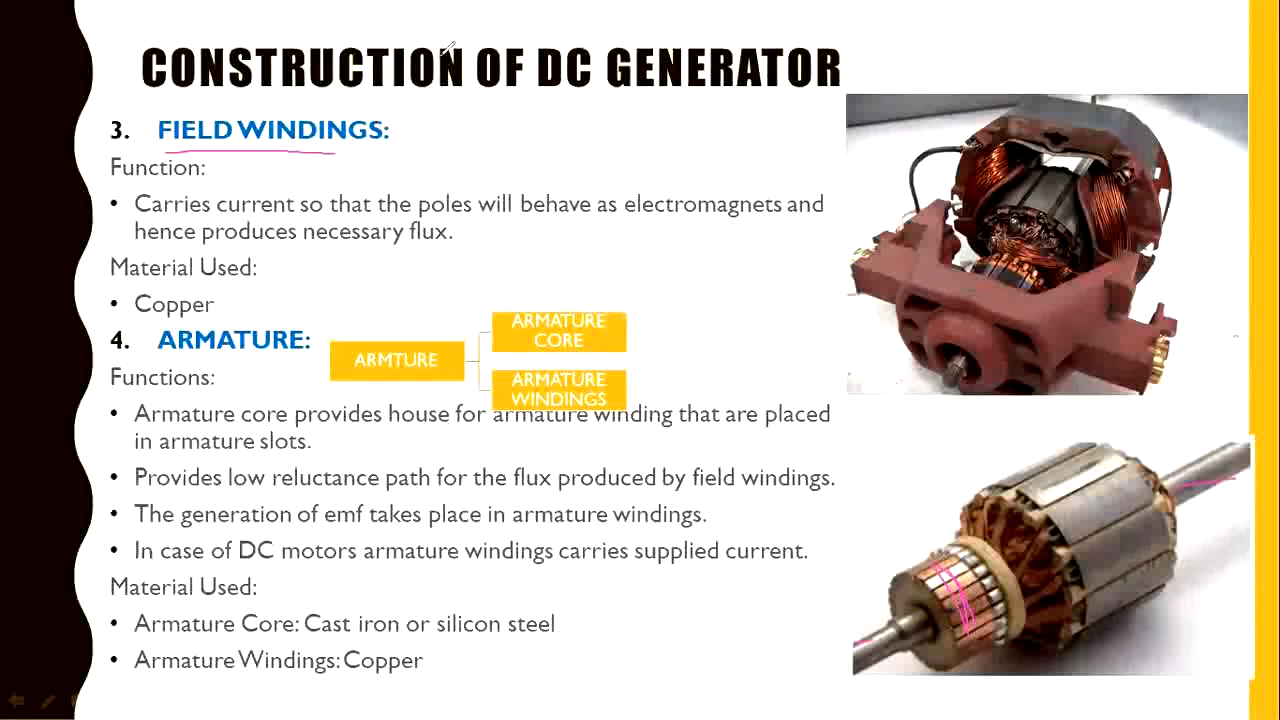 CONSTRUCTION OF DC GENERATOR
3. FIELD WINDINGS:
Function:
• Carries current so that the poles will behave as electromagnets and
hence produces necessary flux.
Material Used:
• Copper
4. ARMATURE:
ARMTURE
ARMATURE
CORE
ARMATURE
WINDINGS
Functions:
• Armature core provides house for armature winding that are placed
in armature slots.
• Provides low reluctance path for the flux produced by field windings.
• The generation of emf takes place in armature windings.
• In case of DC motors armature windings carries supplied current.
Material Used:
• Armature Core: Cast iron or silicon steel
• Armature Windings: Copper